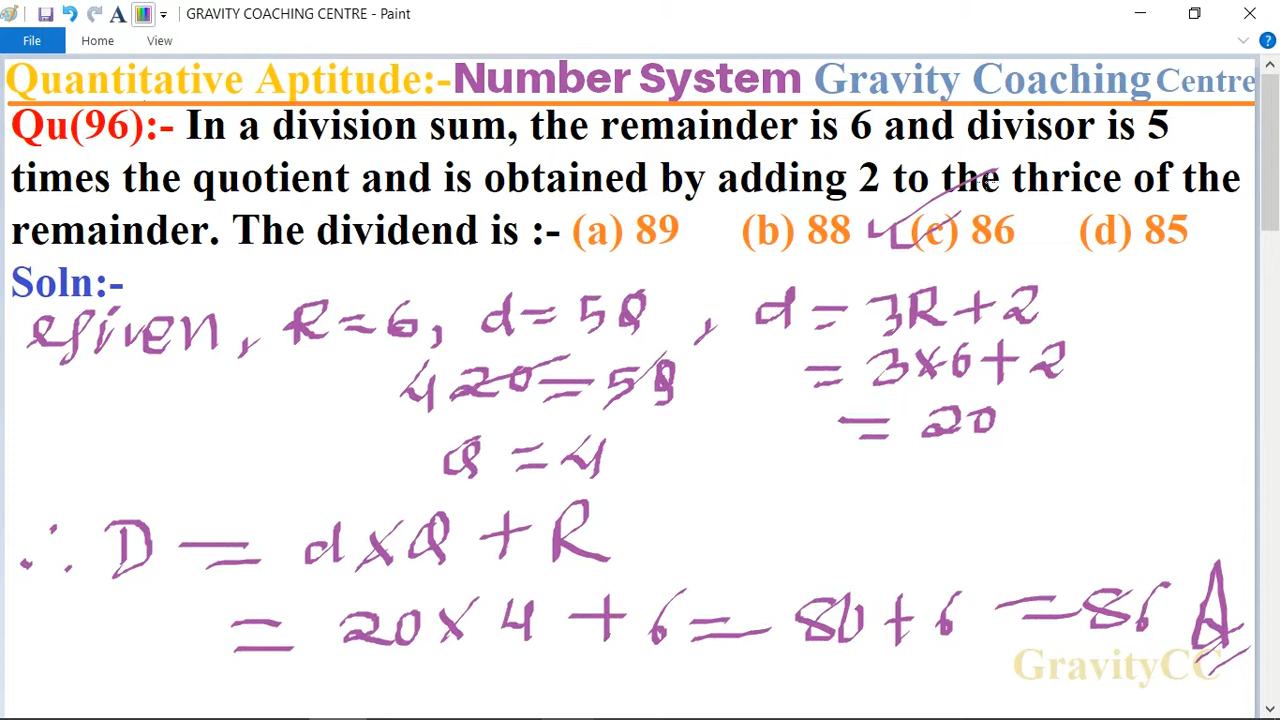 GRAVITY COACHING CENTRE - Paint
File Home View
Quantitative Aptitude:-Number System Gravity Coaching Centre
Qu(96):- In a division sum, the remainder is 6 and divisor is 5
times the quotient and is obtained by adding 2 to the thrice of the
remainder. The dividend is :- (a) 89 (b) 88 (c) 86 (d) 85
Soln:-
Given, R=6, d=5Q , d=3R+2
4 20=5Q =3×6+2
Q=4 =20
∴ D = d×Q+R
= 20×4+6=80+6=86 A
GravityCC